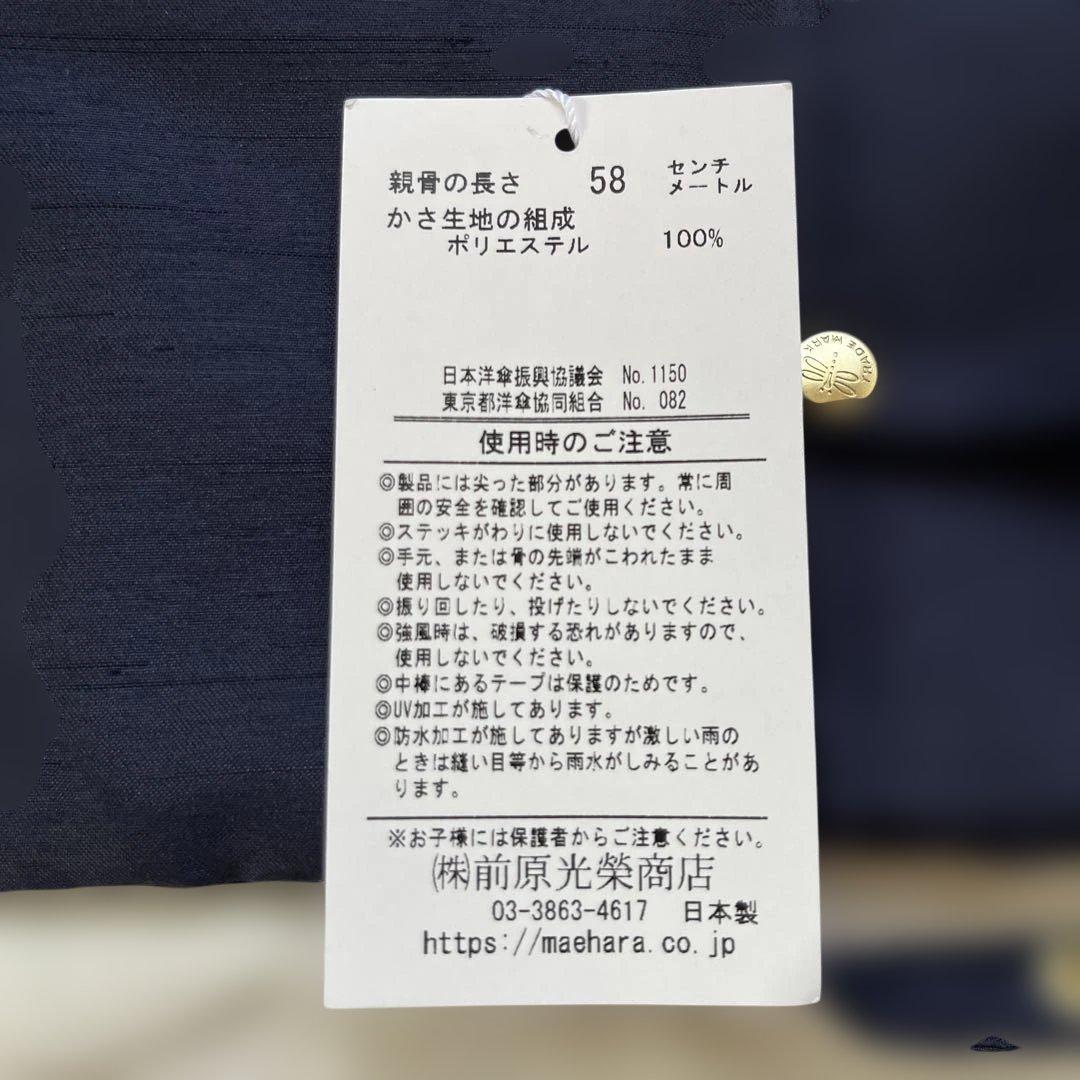 親骨の長さ 58 センチ
メートル
かさ生地の組成
ポリエステル 100%
日本洋傘振興協議会 No.1150
東京都洋傘協同組合 No. 082
使用時のご注意
◎製品には尖った部分があります。常に周
囲の安全を確認してご使用ください。
◎ステッキがわりに使用しないでください。
◎手元、または骨の先端がこわれたまま
使用しないでください。
◎振り回したり、投げたりしないでください。
◎強風時は、破損する恐れがありますので、
使用しないでください。
◎中棒にあるテープは保護のためです。
◎UV加工が施してあります。
◎防水加工が施してありますが激しい雨の
ときは縫い目等から雨水がしみることがあ
ります。
※お子様には保護者からご注意ください。
㈱前原光榮商店
03-3863-4617 日本製
https://maehara.co.jp
TRADE MARK